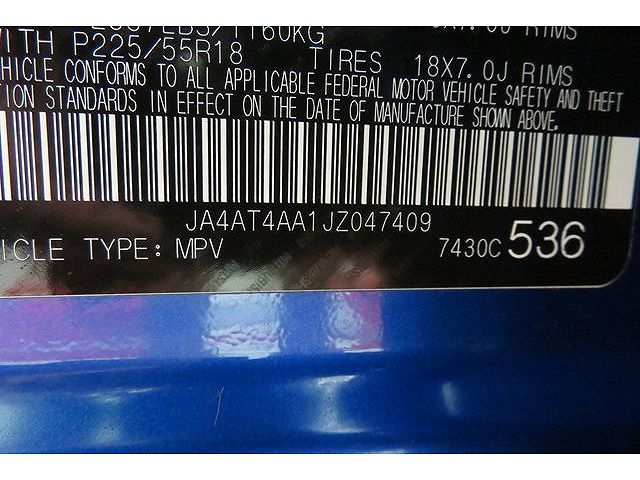 WITH P225/55R18 TIRES 18X7.0J RIMS
VEHICLE CONFORMS TO ALL APPLICABLE FEDERAL MOTOR VEHICLE SAFETY AND THEFT
TION STANDARDS IN EFFECT ON THE DATE OF MANUFACTURE SHOWN ABOVE.
JA4AT4AA1JZ047409
ICLE TYPE: MPV 7430C 536